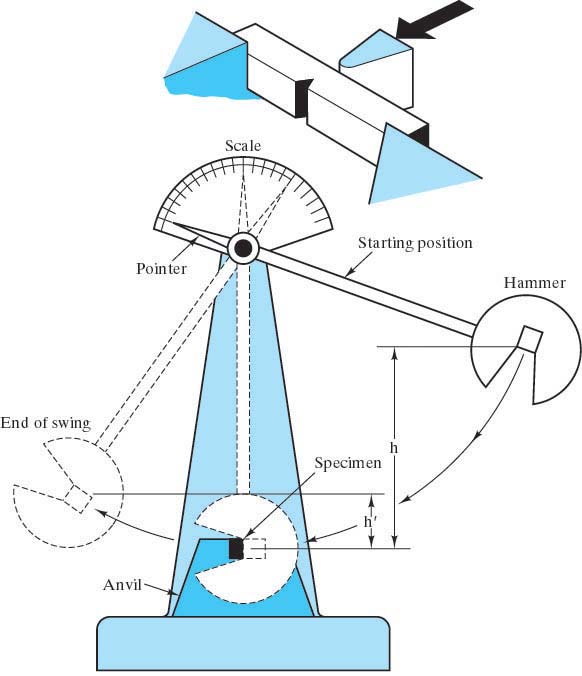 Scale
Starting position
Pointer
Hammer
End of swing
h
Specimen
h′
Anvil